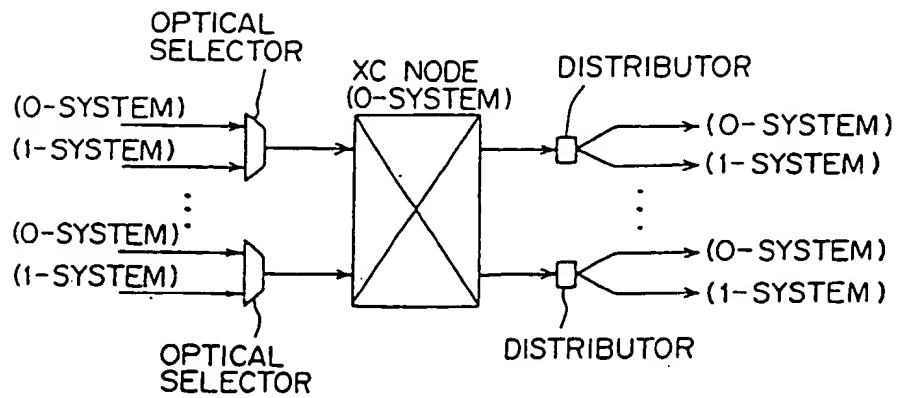 OPTICAL
SELECTOR
XC NODE
(0-SYSTEM)
DISTRIBUTOR
(0-SYSTEM)
(1-SYSTEM)
(0-SYSTEM)
(1-SYSTEM)
(0-SYSTEM)
(1-SYSTEM)
(0-SYSTEM)
(1-SYSTEM)
OPTICAL
SELECTOR
DISTRIBUTOR